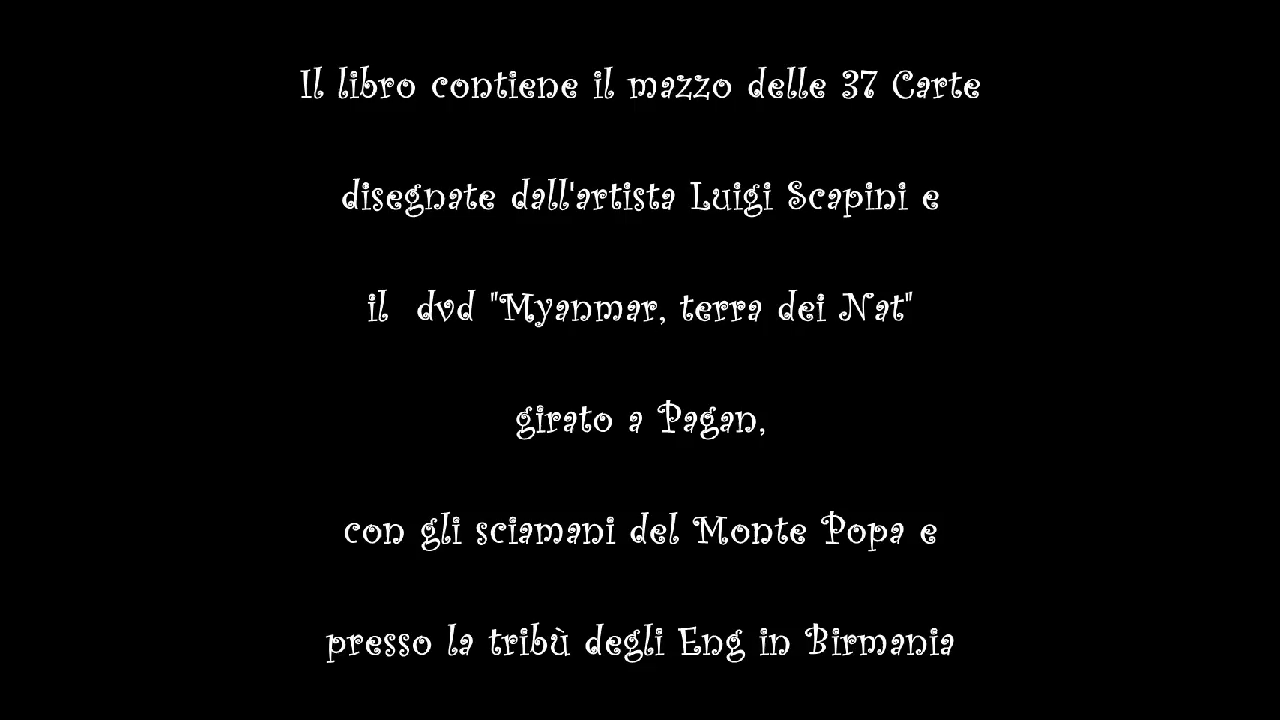 Il libro contiene il mazzo delle 37 Carte
disegnate dall'artista Luigi Scapini e
il dvd "Myanmar, terra dei Nat"
girato a Pagan,
con gli sciamani del Monte Popa e
presso la tribù degli Eng in Birmania